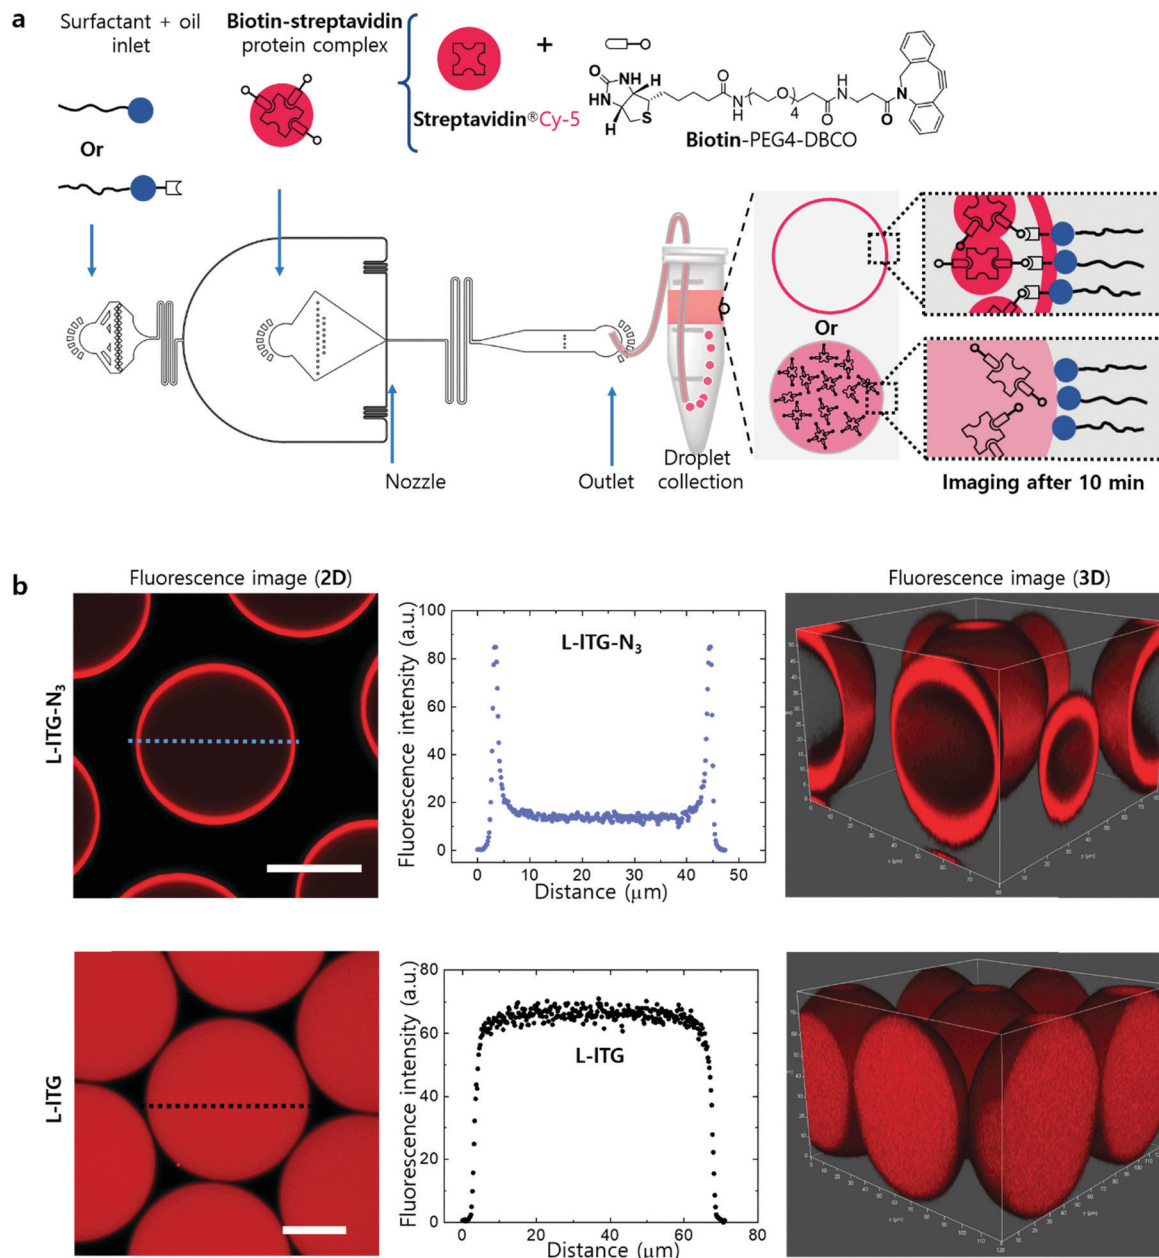 a
Surfactant + oil
inlet
Biotin-streptavidin
protein complex
+
Or
Streptavidin®Cy-5
O
HN NH
H
H
S
O
N
H
O
4
O
H
N
O
N
Biotin-PEG4-DBCO
Or
Nozzle
Outlet
Droplet
collection
Imaging after 10 min
b
Fluorescence image (2D)
Fluorescence image (3D)
L-ITG-N3
Fluorescence intensity (a.u.)
100
80
60
40
20
0
L-ITG-N3
0 10 20 30 40 50
Distance (μm)
L-ITG
Fluorescence intensity (a.u.)
80
60
40
20
0
L-ITG
0 20 40 60 80
Distance (μm)